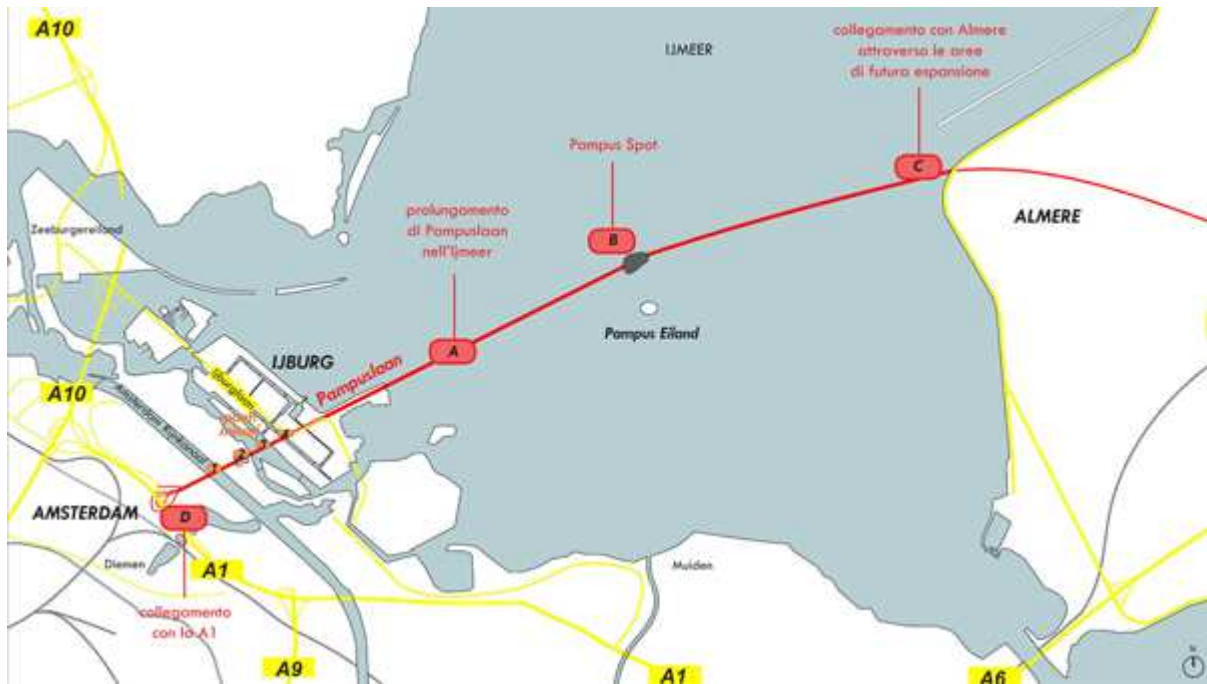 A10
IJMEER
collegamento con Almere
attraverso le aree
di futura espansione
Pampus Spot
B
C
prolungamento
di Pampuslaan
nell'Ijmeer
ALMERE
Zeeburgereiland
Pampus Eiland
A
IJBURG
Pampuslaan
Ijburglaan
A10
Amsterdam Rijnkanaal
1
2
3
4
AMSTERDAM
D
Diemen
A1
Muiden
collegamento
con la A1
A9
A1
A6
N